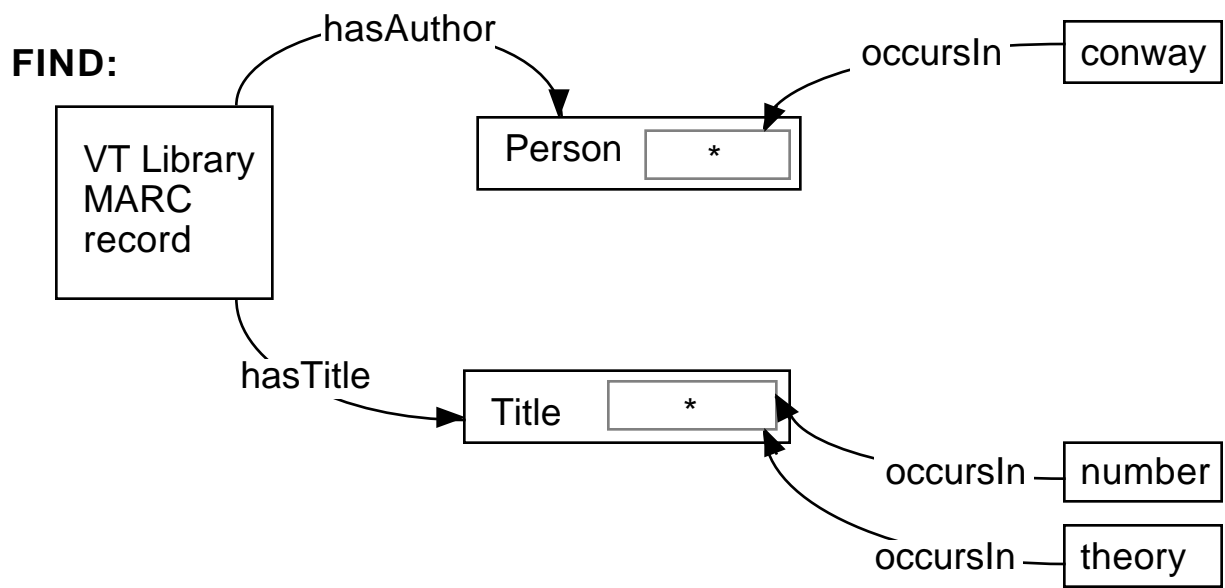 hasAuthor
occursIn
conway
FIND:
VT Library
MARC
record
Person
*
hasTitle
Title
*
occursIn
number
occursIn
theory